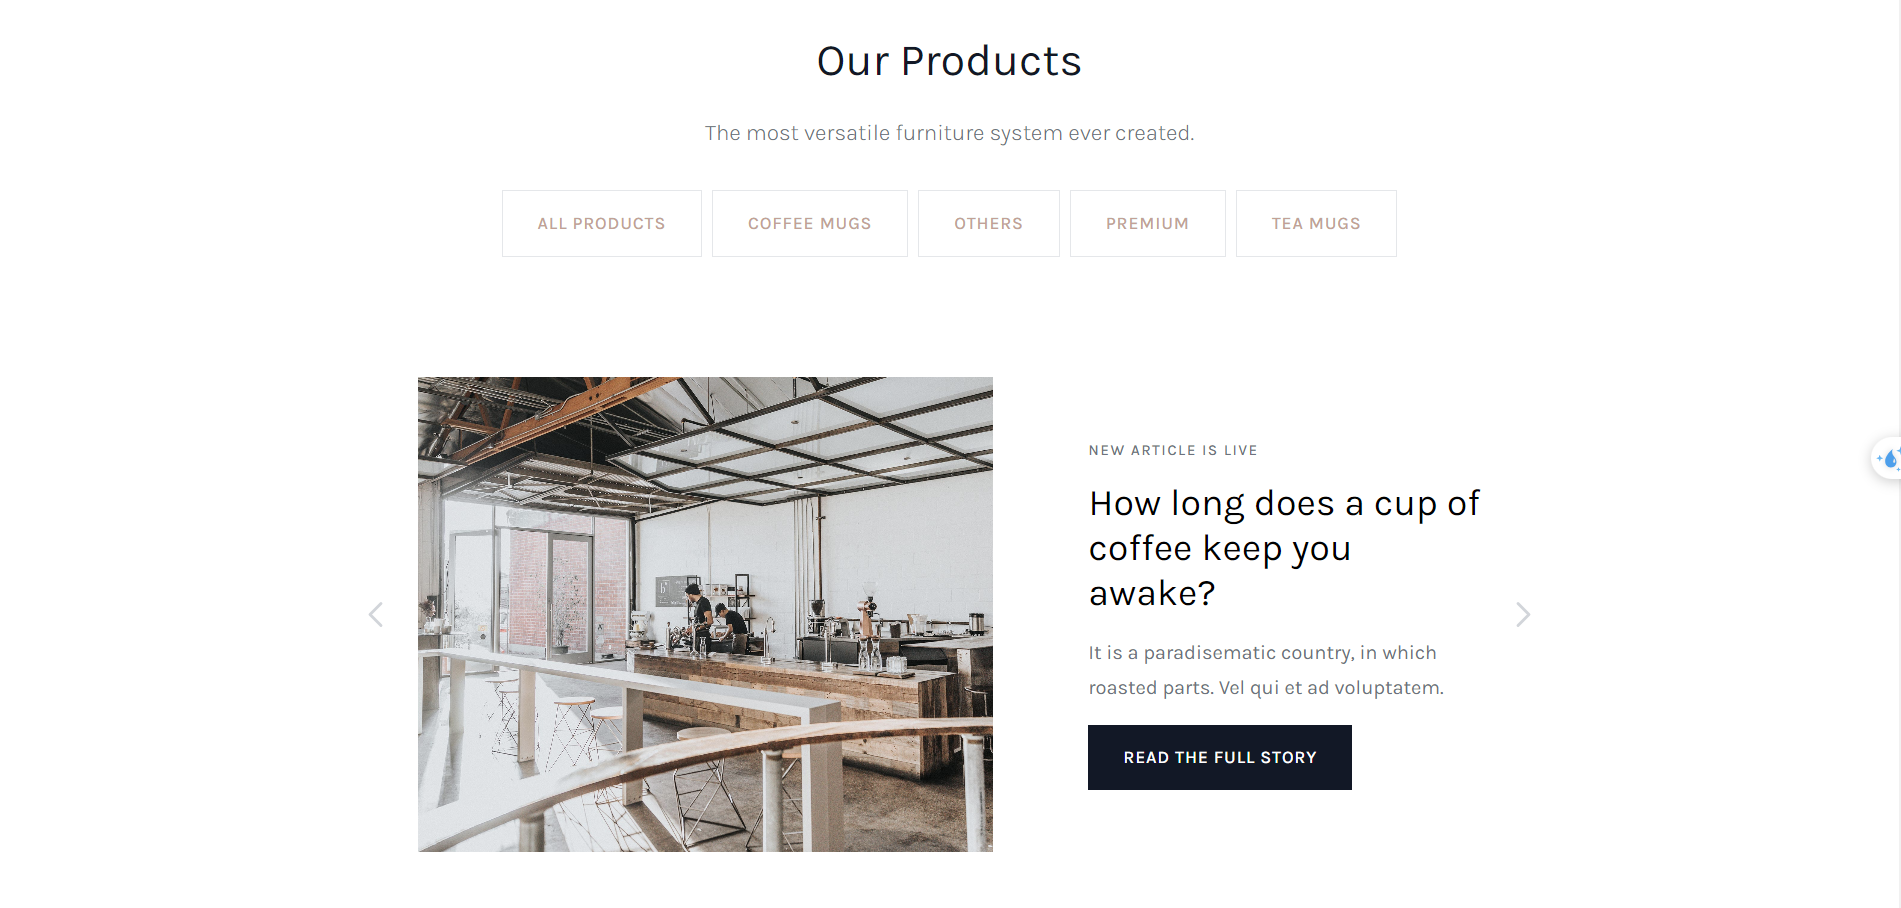 Our Products
The most versatile furniture system ever created.
ALL PRODUCTS
COFFEE MUGS
OTHERS
PREMIUM
TEA MUGS
NEW ARTICLE IS LIVE
How long does a cup of
coffee keep you
awake?
It is a paradisematic country, in which
roasted parts. Vel qui et ad voluptatem.
READ THE FULL STORY